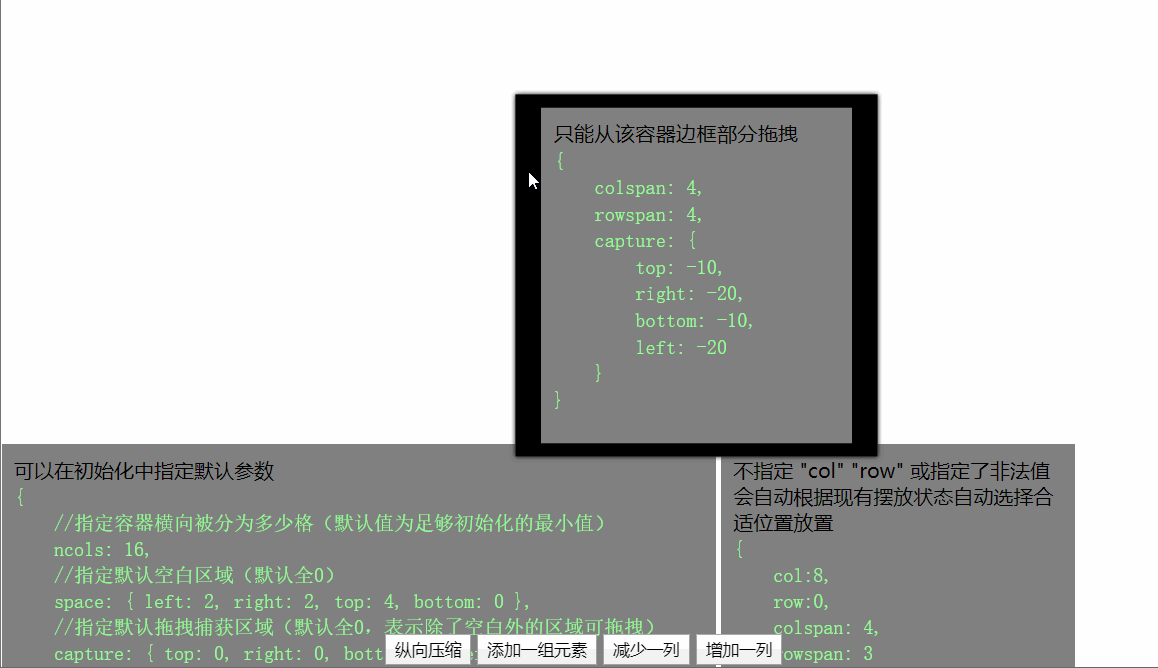 只能从该容器边框部分拖拽
{
colspan: 4,
rowspan: 4,
capture: {
top: -10,
right: -20,
bottom: -10,
left: -20
}
}
可以在初始化中指定默认参数
{
//指定容器横向被分为多少格（默认值为足够初始化的最小值）
ncols: 16,
//指定默认空白区域（默认全0）
space: { left: 2, right: 2, top: 4, bottom: 0 },
//指定默认拖拽捕获区域（默认全0，表示除了空白外的区域可拖拽）
capture: { top: 0, right: 0, bott
不指定 "col" "row" 或指定了非法值
会自动根据现有摆放状态自动选择合
适位置放置
{
col:8,
row:0,
colspan: 4,
rowspan: 3
纵向压缩 添加一组元素 减少一列 增加一列